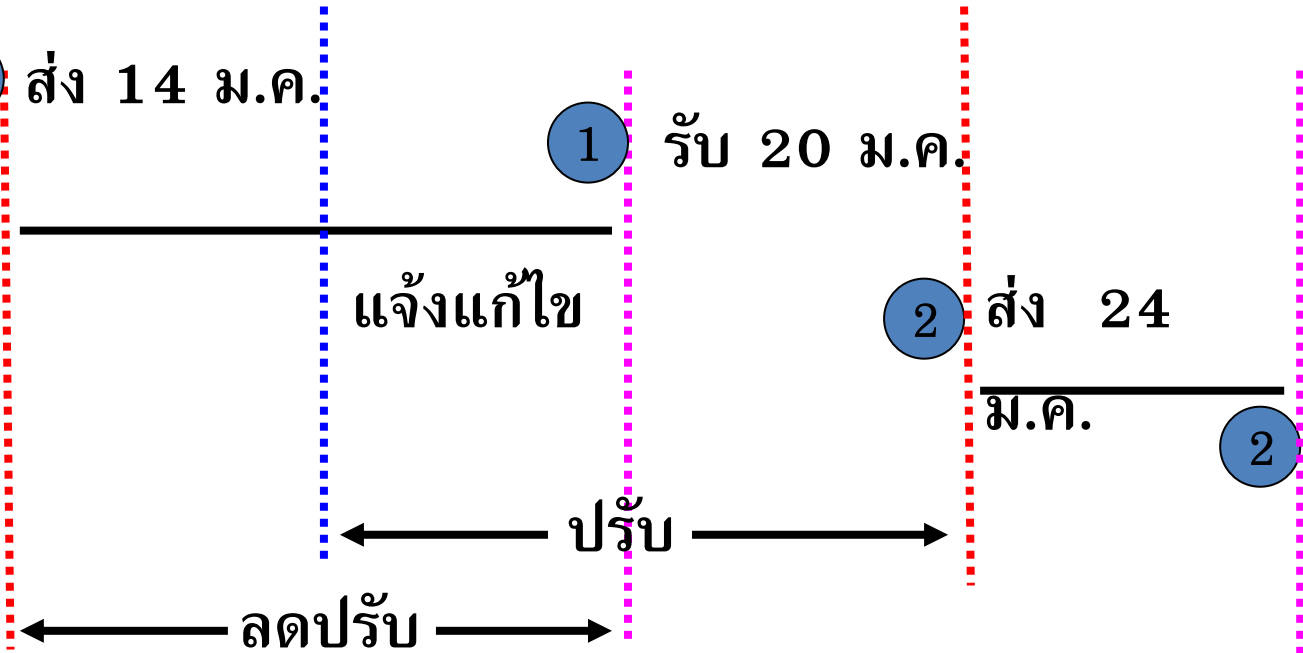 ส่ง 14 ม.ค.
1
รับ 20 ม.ค.
แจ้งแก้ไข
2
ส่ง 24
ม.ค.
2
ปรับ
ลดปรับ